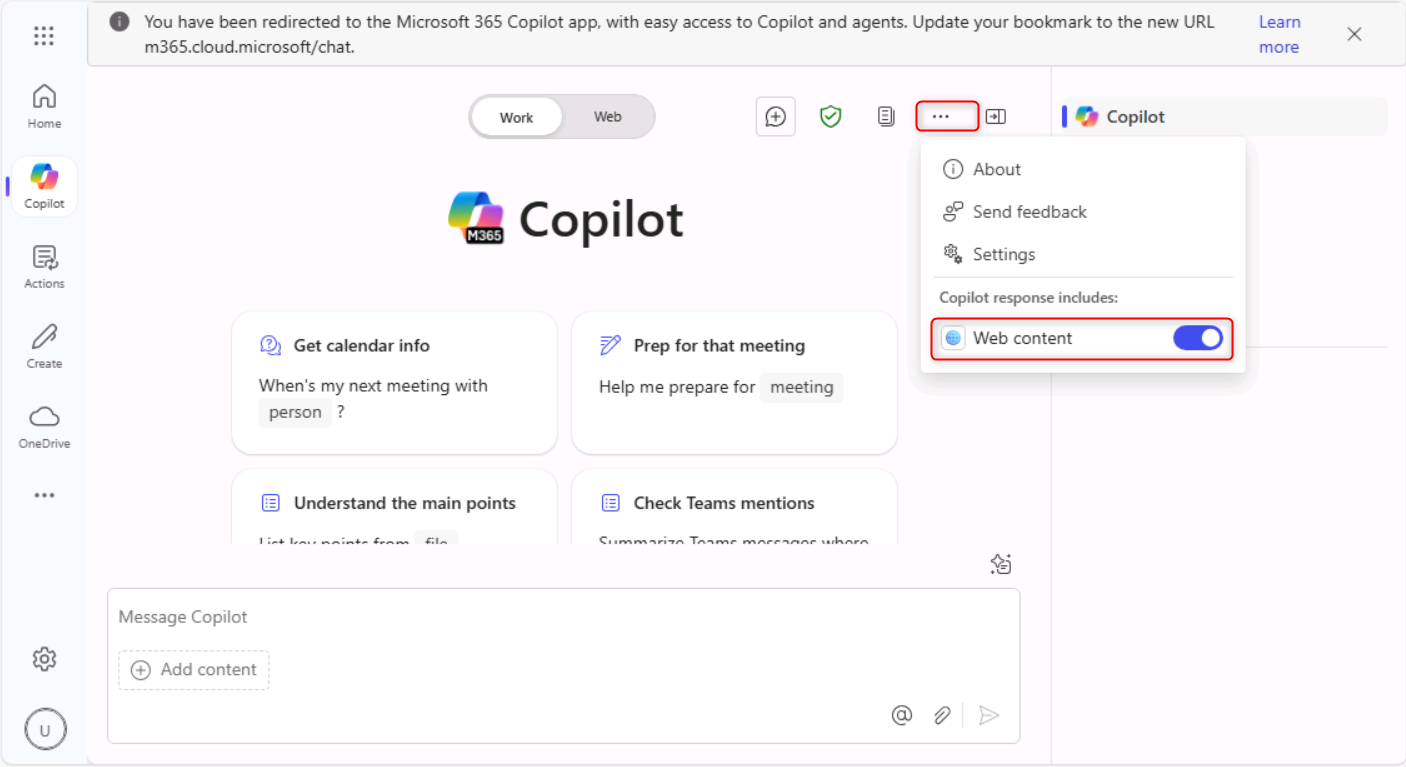 You have been redirected to the Microsoft 365 Copilot app, with easy access to Copilot and agents. Update your bookmark to the new URL
m365.cloud.microsoft/chat.
Learn
more
Home
Copilot
Actions
Create
OneDrive
U
Work
Web
M365
Copilot
Get calendar info
When's my next meeting with
person ?
Prep for that meeting
Help me prepare for meeting
Understand the main points
List key points from file
Check Teams mentions
Summarize Teams messages where
Message Copilot
Add content
@
About
Send feedback
Settings
Copilot response includes:
Web content
Copilot